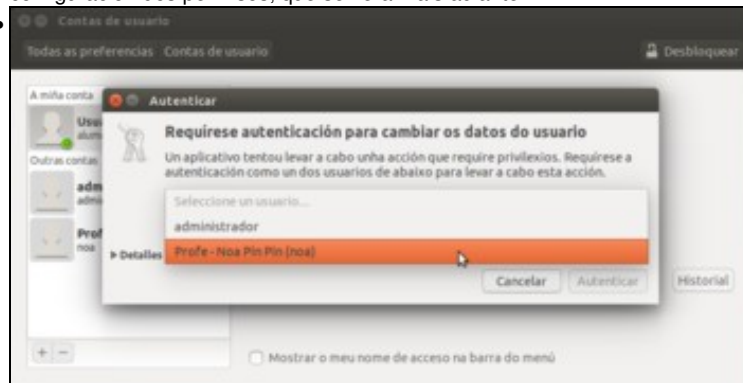 Contas de usuario
Todas as preferencias Contas de usuario
Desbloquear
A miña conta
Autenticar
Requírese autenticación para cambiar os datos do usuario
Un aplicativo tentou levar a cabo unha acción que require privilexios. Requírese a
autenticación como un dos usuarios de abaixo para levar a cabo esta acción.
Outras contas
Seleccione un usuario...
administrador
Prof
noa
Detalles
Profe - Noa Pin Pin (noa)
Cancelar
Autenticar
Historial
Mostrar o meu nome de acceso na barra do menú